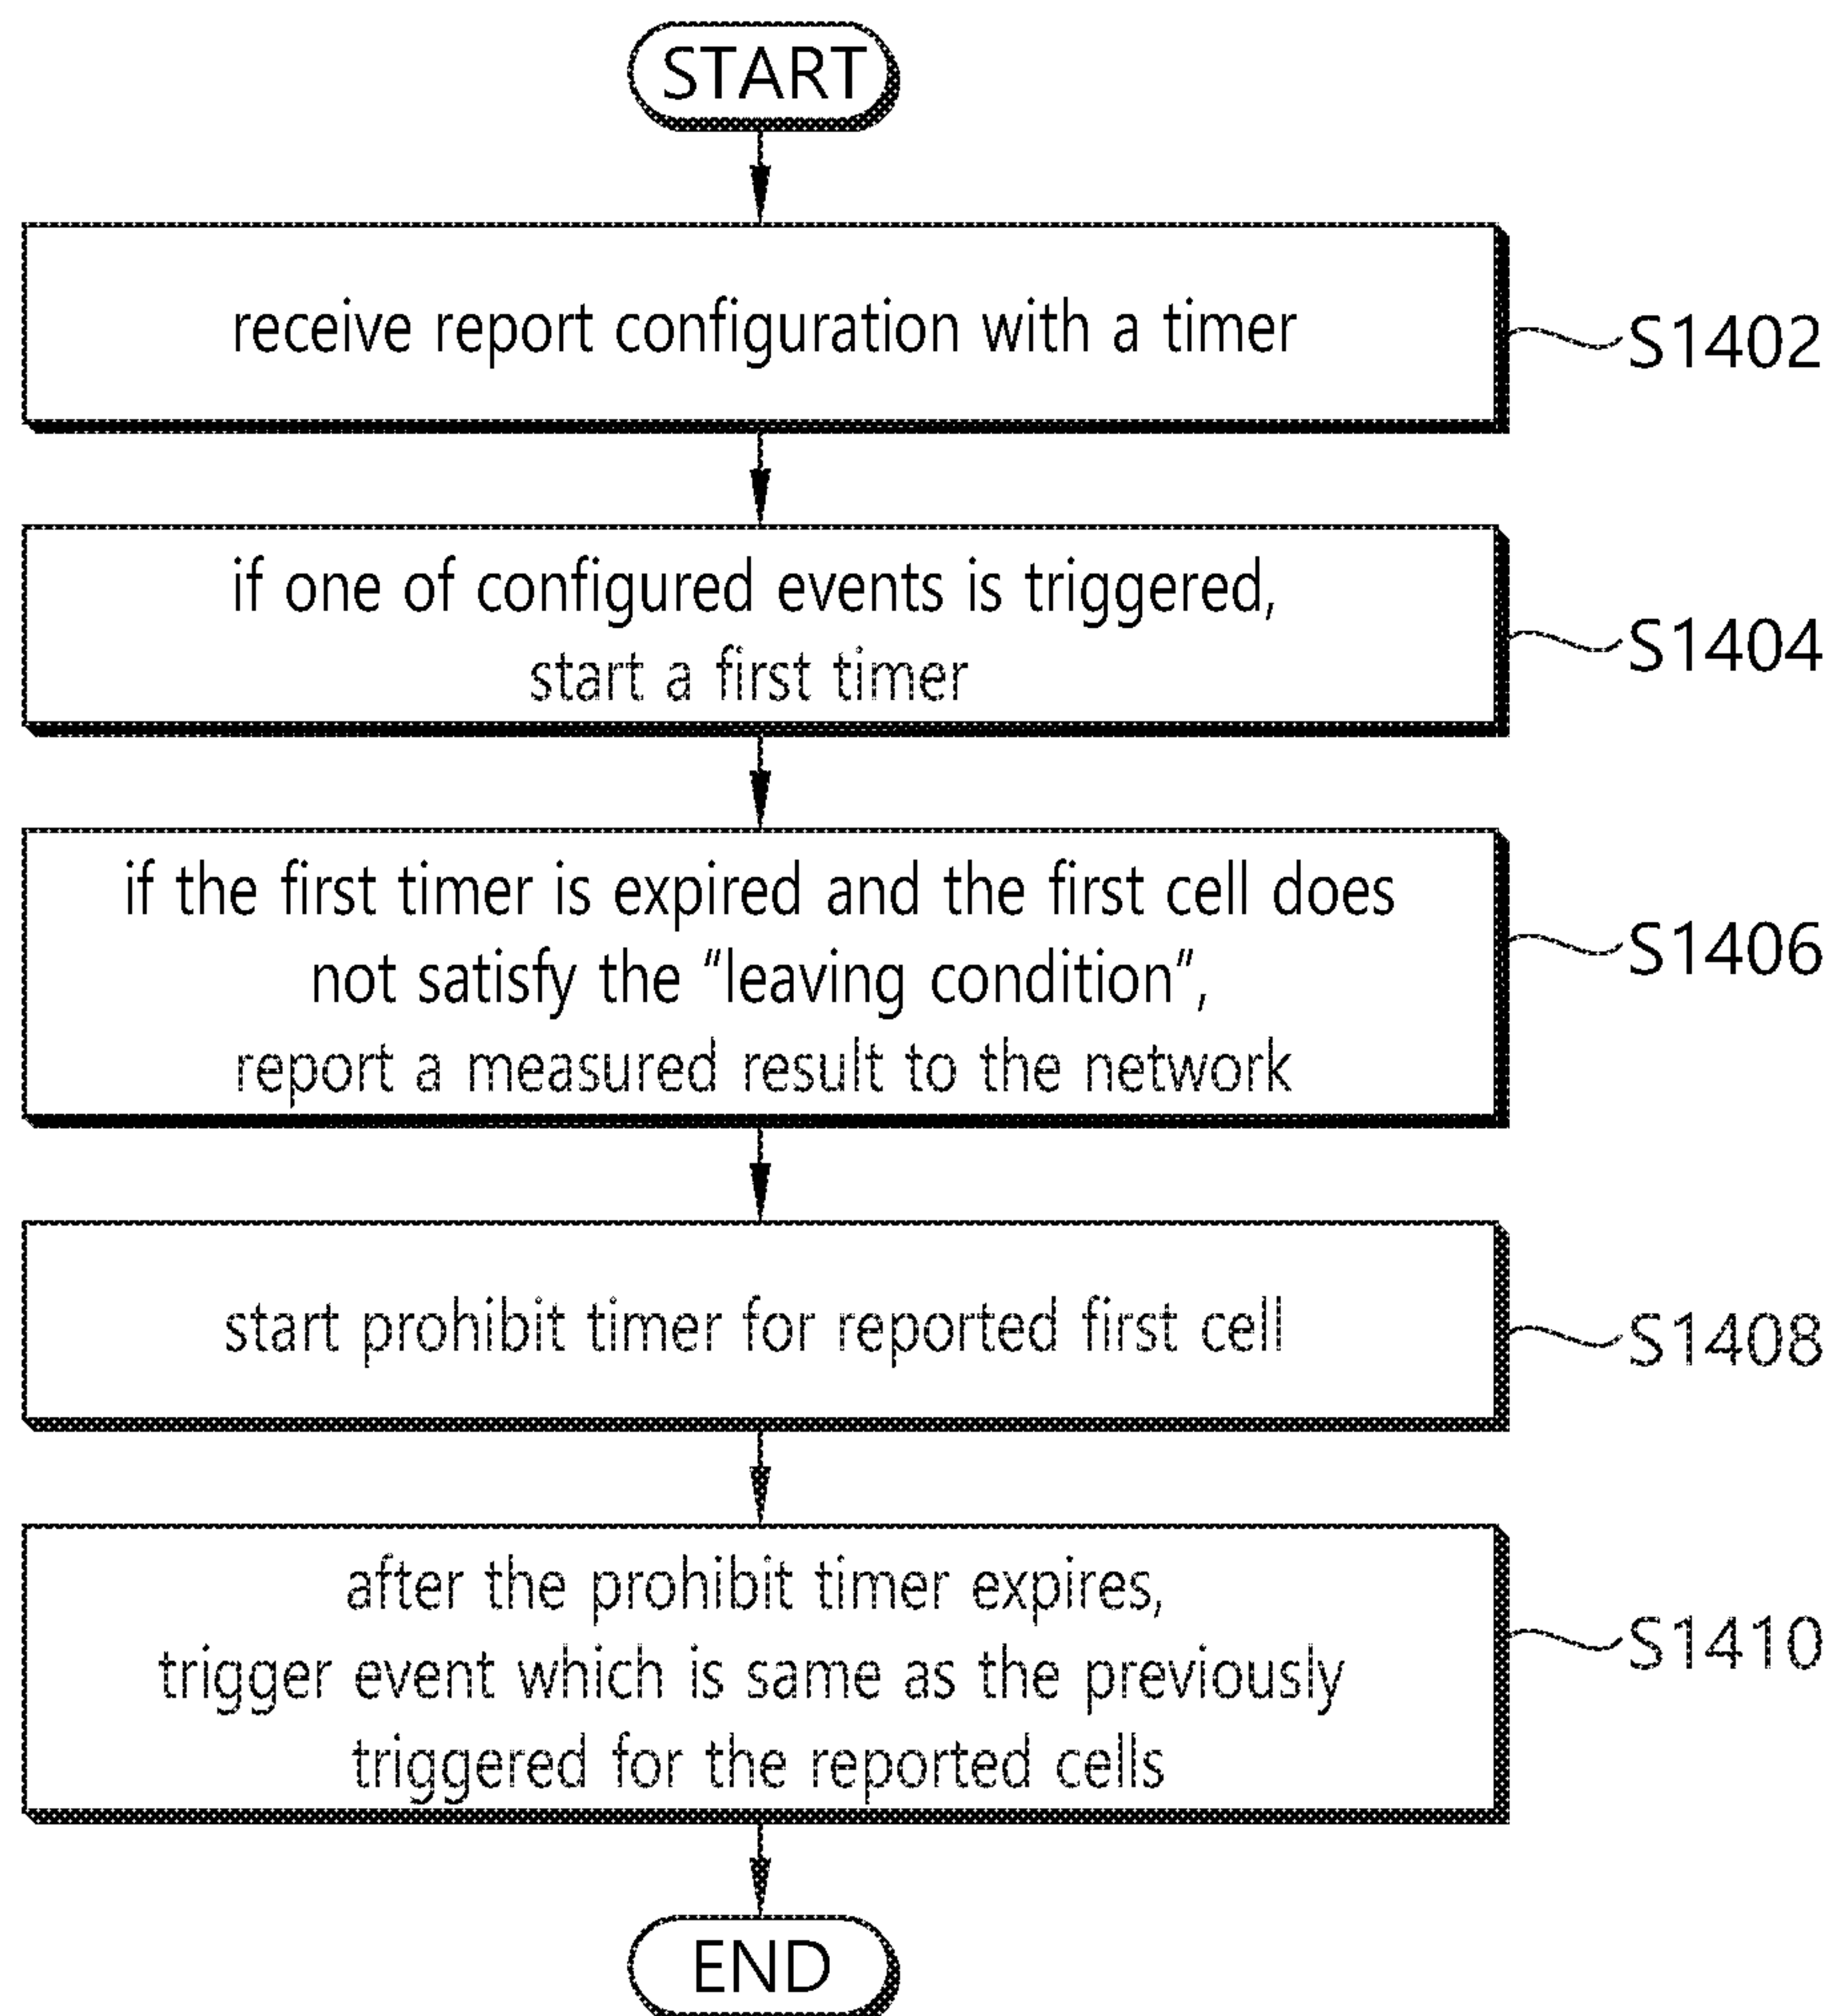 START
receive report configuration with a timer
S1402
if one of configured events is triggered,
start a first timer
S1404
if the first timer is expired and the first cell does
not satisfy the “leaving condition”,
report a measured result to the network
S1406
start prohibit timer for reported first cell
S1408
after the prohibit timer expires,
trigger event which is same as the previously
triggered for the reported cells
S1410
END